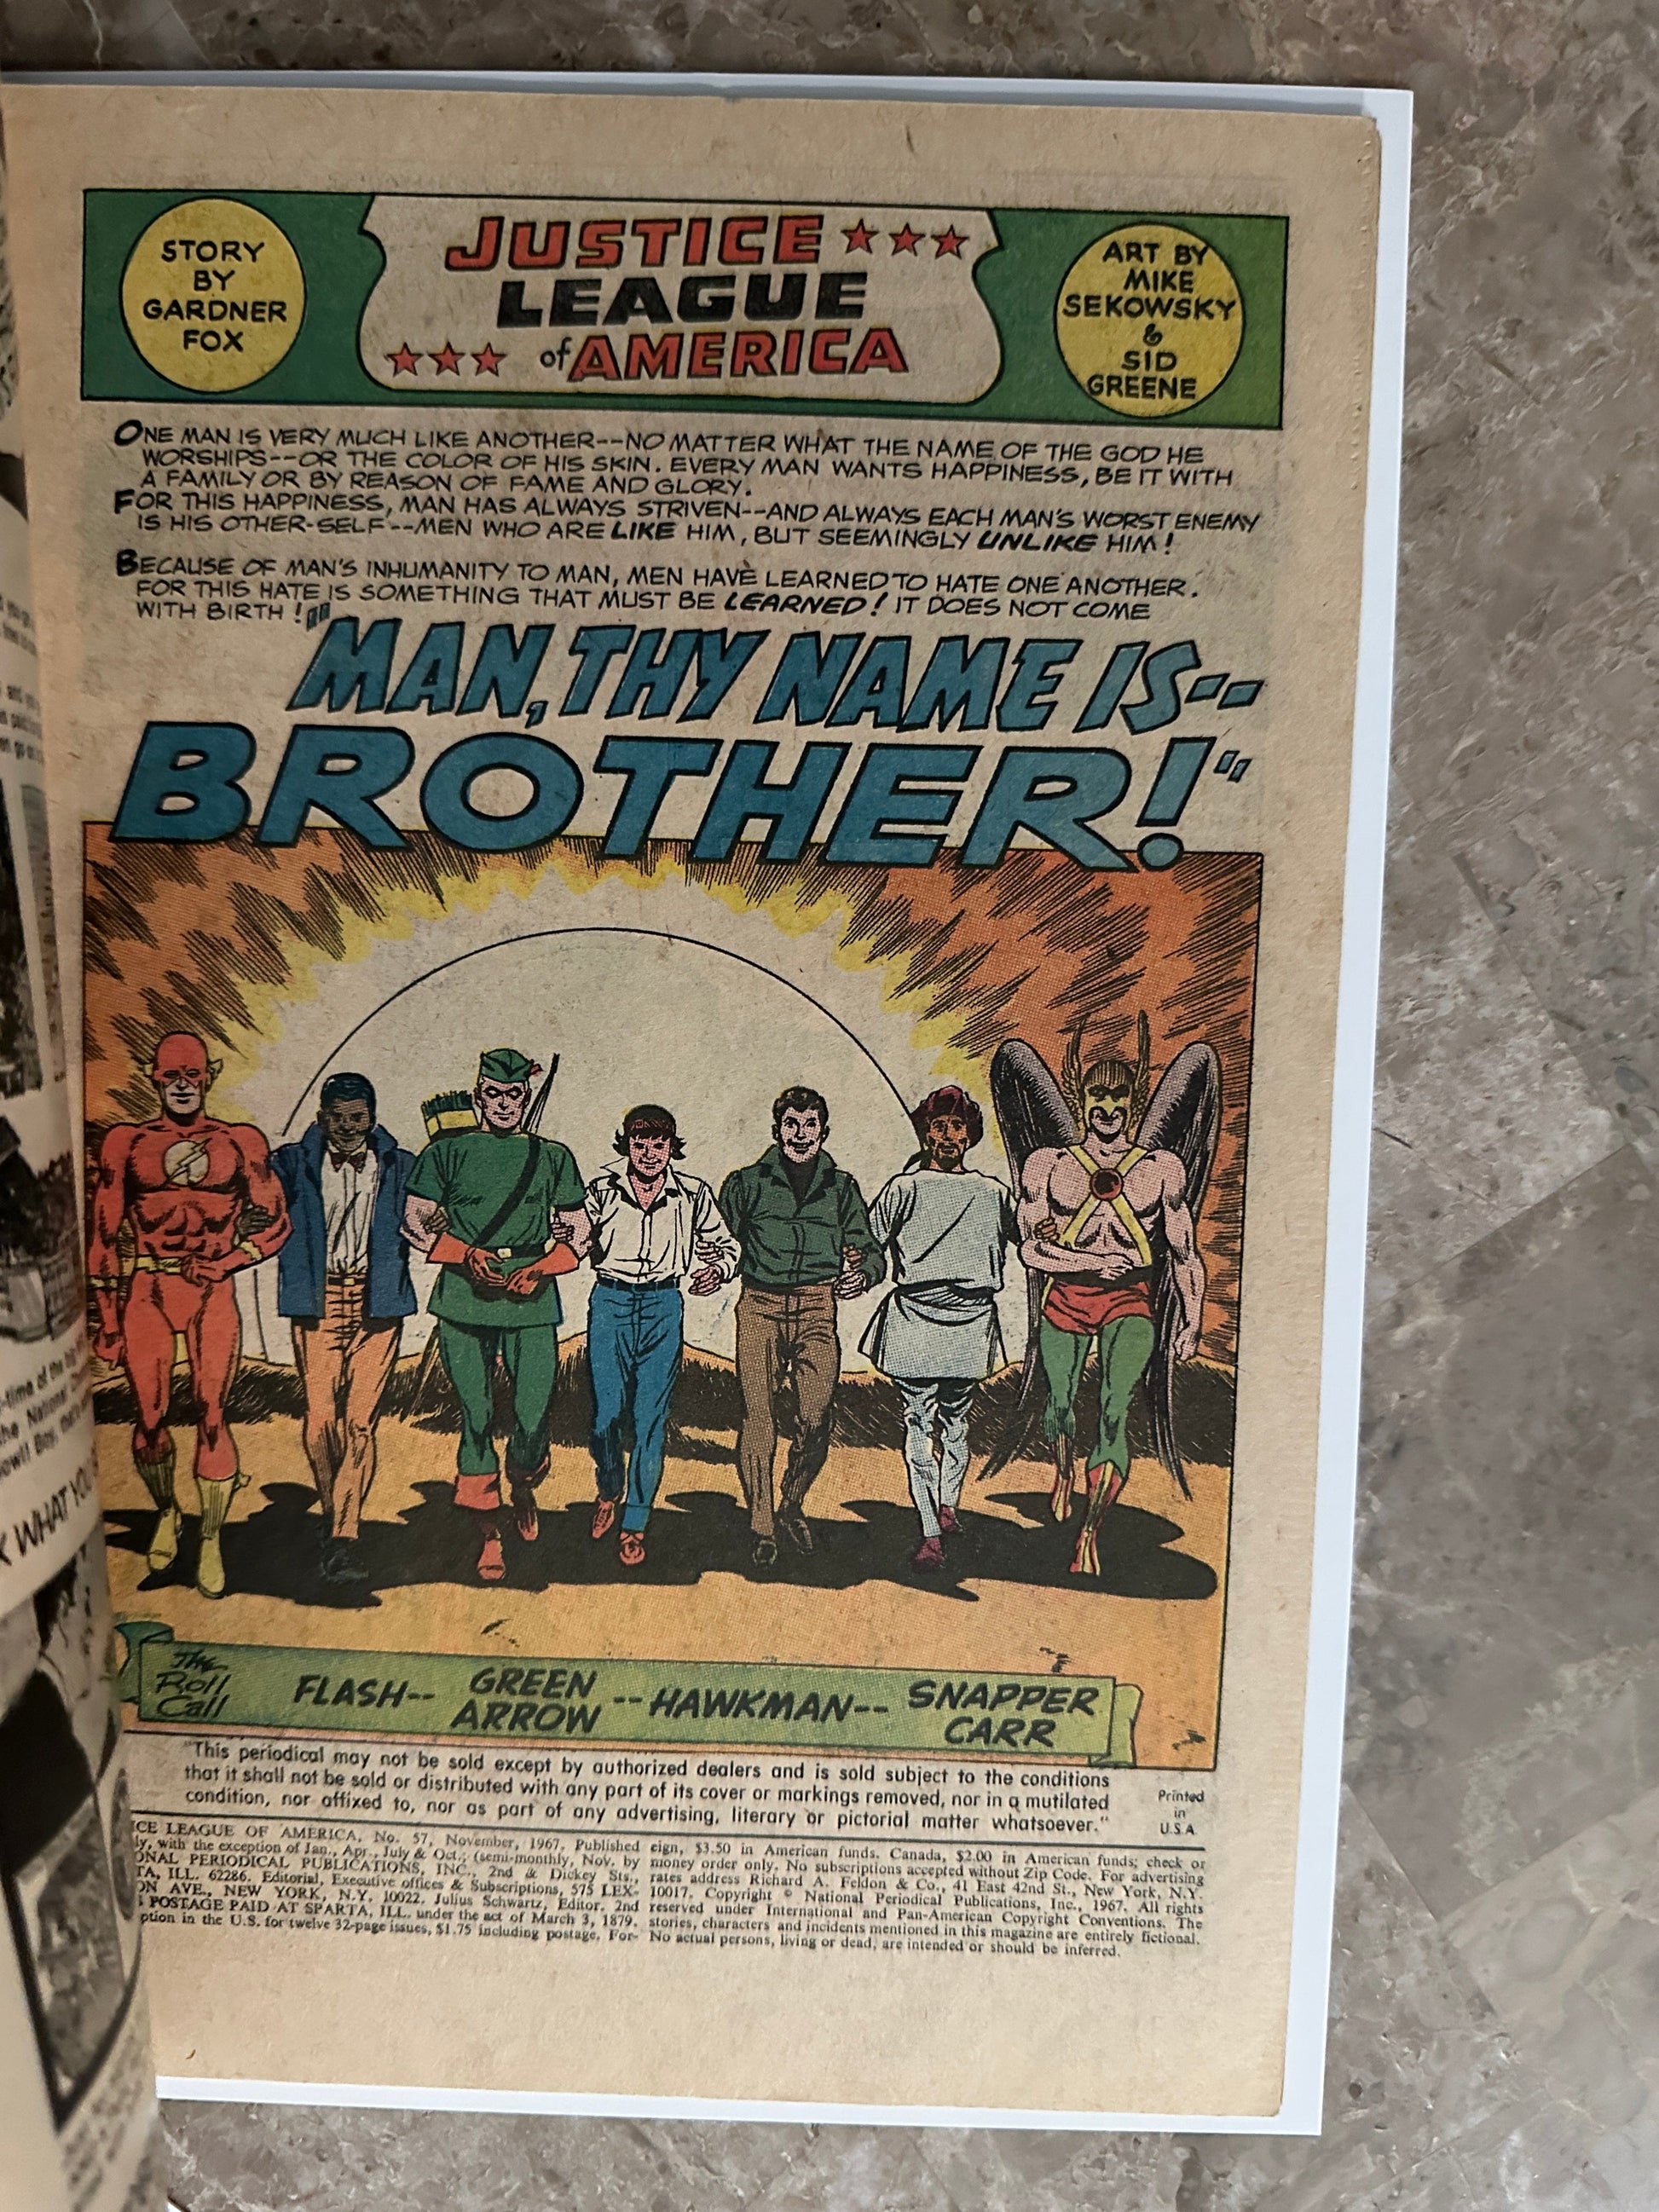 STORY
BY
GARDNER
FOX
JUSTICE
LEAGUE
of AMERICA
ART BY
MIKE
SEKOWSKY
&
SID
GREENE
ONE MAN IS VERY MUCH LIKE ANOTHER--NO MATTER WHAT THE NAME OF THE GOD HE
WORSHIPS--OR THE COLOR OF HIS SKIN. EVERY MAN WANTS HAPPINESS, BE IT WITH
A FAMILY OR BY REASON OF FAME AND GLORY.
FOR THIS HAPPINESS, MAN HAS ALWAYS STRIVEN--AND ALWAYS EACH MAN'S WORST ENEMY
IS HIS OTHER-SELF--MEN WHO ARE LIKE HIM, BUT SEEMINGLY UNLIKE HIM!
BECAUSE OF MAN'S INHUMANITY TO MAN, MEN HAVE LEARNED TO HATE ONE ANOTHER.
FOR THIS HATE IS SOMETHING THAT MUST BE LEARNED! IT DOES NOT COME
WITH BIRTH!
"MAN, THY NAME IS--
BROTHER!"
The
Roll
Call
FLASH-- GREEN ARROW -- HAWKMAN-- SNAPPER CARR
"This periodical may not be sold except by authorized dealers and is sold subject to the conditions
that it shall not be sold or distributed with any part of its cover or markings removed, nor in a mutilated
condition, nor affixed to, nor as part of any advertising, literary or pictorial matter whatsoever."
Printed
in
U.S.A.
LEAGUE OF AMERICA, No. 57, November, 1967. Published
with the exception of Jan., Apr., July & Oct.; (semi-monthly, Nov. by
PERIODICAL PUBLICATIONS, INC., 2nd & Dickey Sts.,
ILL. 62286. Editorial, Executive offices & Subscriptions, 575 LEX-
AVE., NEW YORK, N.Y. 10022. Julius Schwartz, Editor. 2nd
POSTAGE PAID AT SPARTA, ILL. under the act of March 3, 1879.
in the U.S. for twelve 32-page issues, $1.75 including postage. For-
eign, $3.50 in American funds. Canada, $2.00 in American funds; check or
money order only. No subscriptions accepted without Zip Code. For advertising
rates address Richard A. Feldon & Co., 41 East 42nd St., New York, N.Y.
10017. Copyright © National Periodical Publications, Inc., 1967. All rights
reserved under International and Pan-American Copyright Conventions. The
stories, characters and incidents mentioned in this magazine are entirely fictional.
No actual persons, living or dead, are intended or should be inferred.